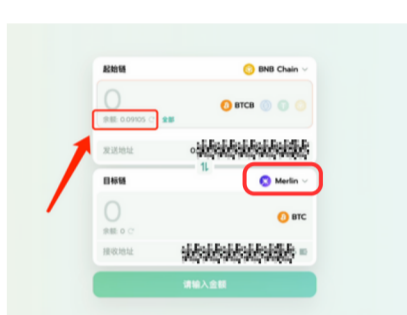 起始链 BNB Chain
0 BTCB
余额: 0.09105 全部
发送地址 0
目标链 Merlin
0 BTC
余额: 0
接收地址
请输入金额